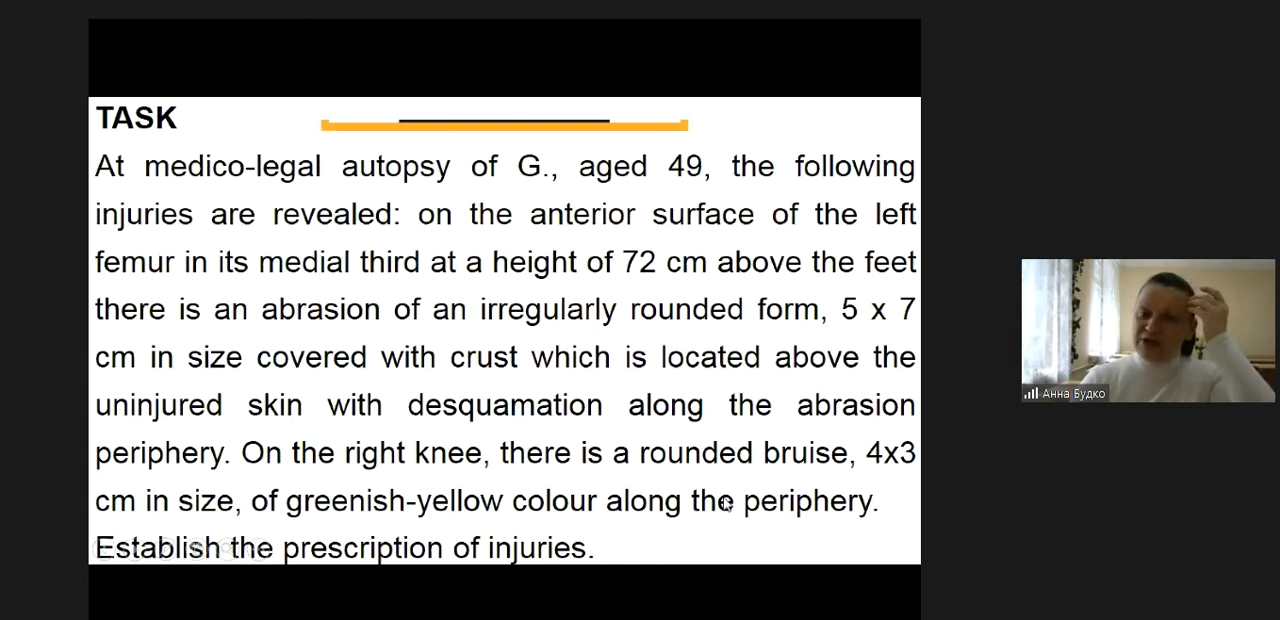 TASK
At medico-legal autopsy of G., aged 49, the following
injuries are revealed: on the anterior surface of the left
femur in its medial third at a height of 72 cm above the feet
there is an abrasion of an irregularly rounded form, 5 x 7
cm in size covered with crust which is located above the
uninjured skin with desquamation along the abrasion
periphery. On the right knee, there is a rounded bruise, 4x3
cm in size, of greenish-yellow colour along the periphery.
Establish the prescription of injuries.
Анна Будко